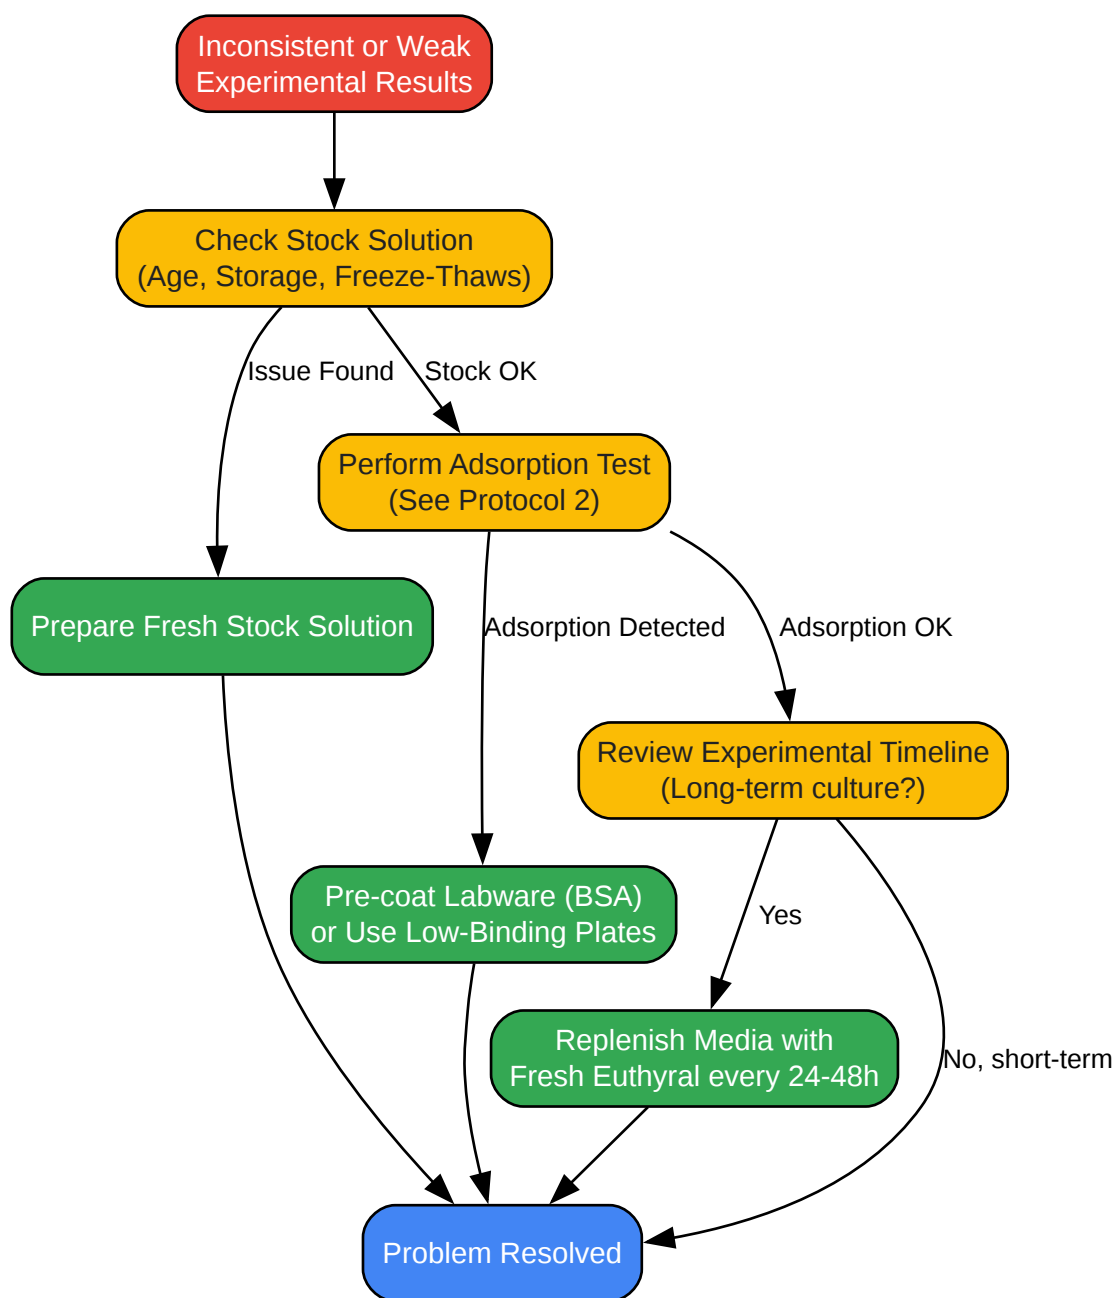 Inconsistent or Weak
Experimental Results
Check Stock Solution
(Age, Storage, Freeze-Thaws)
Issue Found
Stock OK
Perform Adsorption Test
(See Protocol 2)
Prepare Fresh Stock Solution
Adsorption Detected
Adsorption OK
Review Experimental Timeline
(Long-term culture?)
Pre-coat Labware (BSA)
or Use Low-Binding Plates
Yes
Replenish Media with
Fresh Euthyral every 24-48h
No, short-term
Problem Resolved